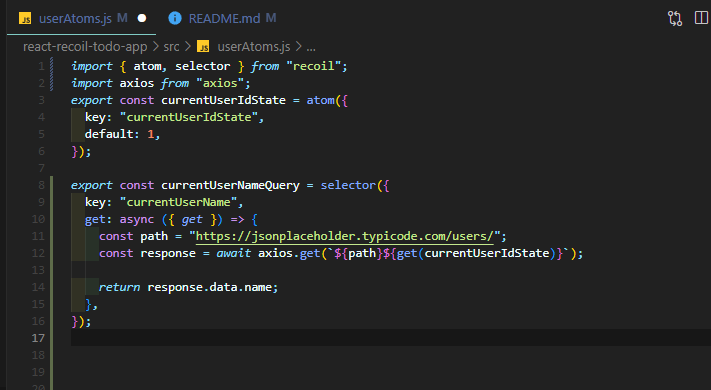 JS userAtoms.js M ● README.md M
react-recoil-todo-app > src > JS userAtoms.js > ...
1 import { atom, selector } from "recoil";
2 import axios from "axios";
3 export const currentUserIdState = atom({
4   key: "currentUserIdState",
5   default: 1,
6 });
7
8 export const currentUserNameQuery = selector({
9   key: "currentUserName",
10   get: async ({ get }) => {
11     const path = "https://jsonplaceholder.typicode.com/users/";
12     const response = await axios.get(`${path}${get(currentUserIdState)}`);
13
14     return response.data.name;
15   },
16 });
17
18
19
20